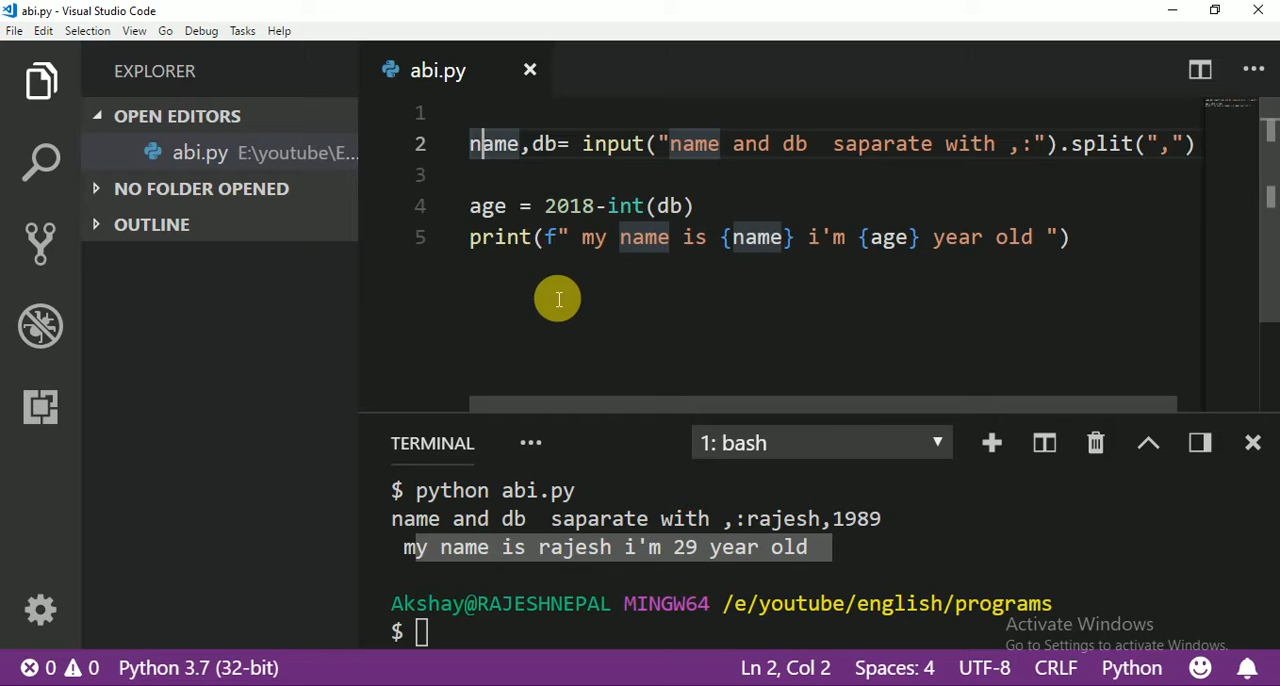 abi.py - Visual Studio Code
File Edit Selection View Go Debug Tasks Help
EXPLORER
OPEN EDITORS
abi.py E:\youtube\E...
NO FOLDER OPENED
OUTLINE
abi.py
1
2 name,db= input("name and db  saparate with ,:").split(",")
3
4 age = 2018-int(db)
5 print(f" my name is {name} i'm {age} year old ")
TERMINAL ... 1: bash
$ python abi.py
name and db  saparate with ,:rajesh,1989
 my name is rajesh i'm 29 year old
Akshay@RAJESHNEPAL MINGW64 /e/youtube/english/programs
$
Activate Windows
Go to Settings to activate Windows.
0 0 Python 3.7 (32-bit) Ln 2, Col 2 Spaces: 4 UTF-8 CRLF Python